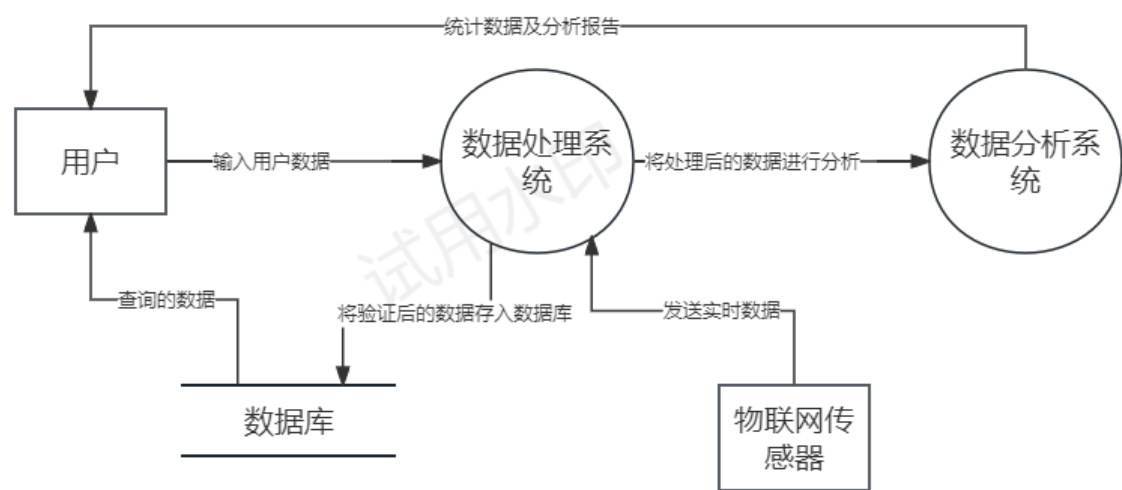 统计数据及分析报告
用户
输入用户数据
数据处理系
统
将处理后的数据进行分析
数据分析系
统
试用水印
查询的数据
将验证后的数据存入数据库
发送实时数据
数据库
物联网传
感器